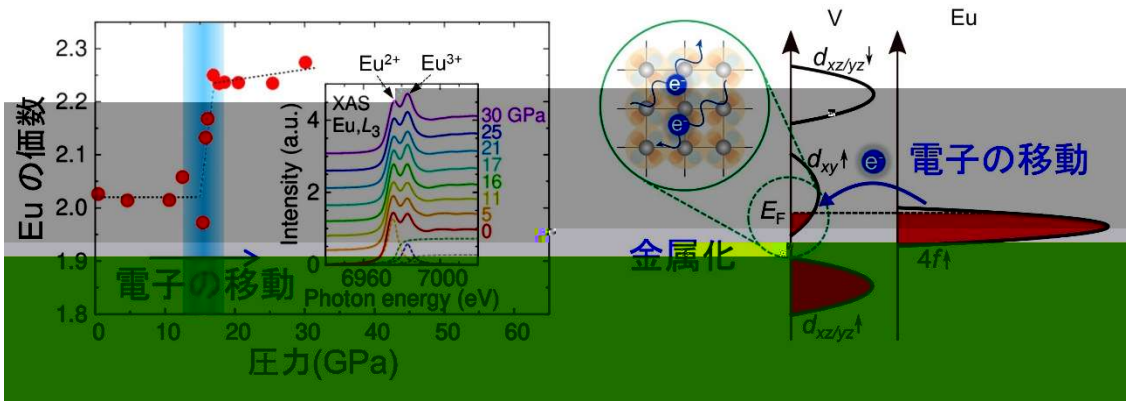 Eu の価数
2.3
2.2
2.1
2.0
1.9
1.8
0
10
20
30
40
50
60
圧力(GPa)
電子の移動
Eu²⁺
Eu³⁺
XAS
Eu,L₃
Intensity (a.u.)
4
2
0
30 GPa
25
21
17
16
11
5
0
6960
7000
Photon energy (eV)
e⁻
e⁻
金属化
V
Eu
dxz/yz↓
dxy↑
e⁻
電子の移動
EF
4f↑
dxz/yz↑